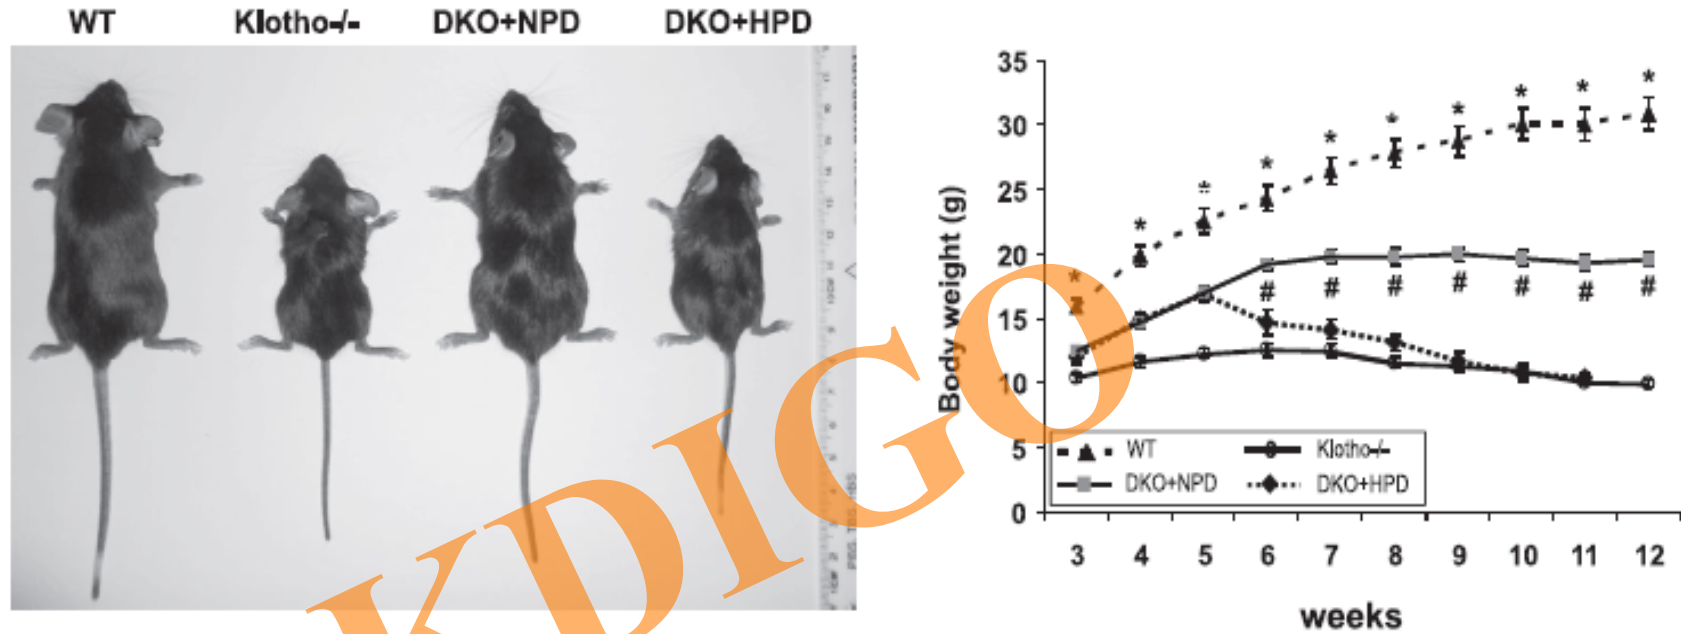 WT Klotho-/- DKO+NPD DKO+HPD
35
30
25
20
15
10
5
0
Body weight (g)
* * * * * * * * * *
# # # # # # #
WT Klotho-/-
DKO+NPD DKO+HPD
3 4 5 6 7 8 9 10 11 12
weeks
KDIGO